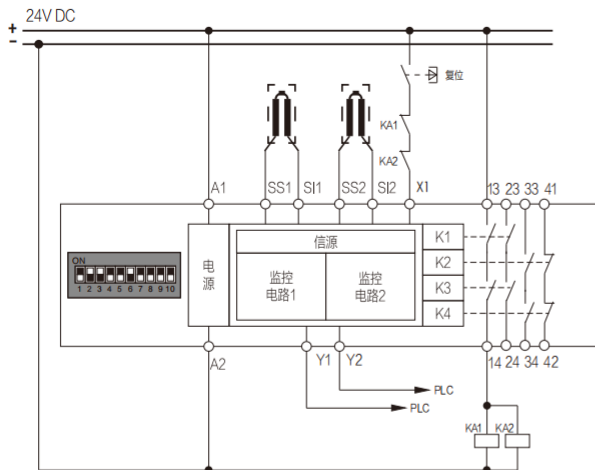 24V DC
+
-
复位
KA1
KA2
A1
SS1
SI1
SS2
SI2
X1
13
23
33
41
ON
1 2 3 4 5 6 7 8 9 10
电源
信源
监控电路1
监控电路2
K1
K2
K3
K4
A2
Y1
Y2
14
24
34
42
PLC
PLC
KA1
KA2